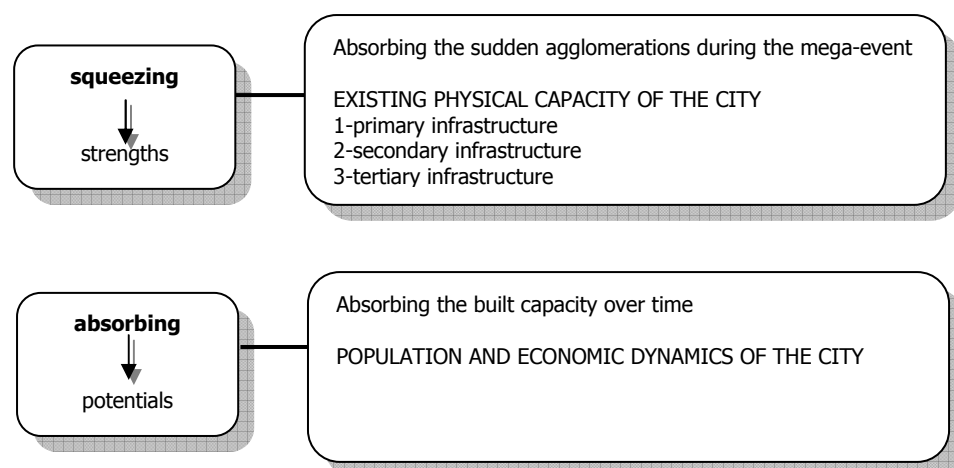 squeezing
strengths
Absorbing the sudden agglomerations during the mega-event
EXISTING PHYSICAL CAPACITY OF THE CITY
1-primary infrastructure
2-secondary infrastructure
3-tertiary infrastructure
absorbing
potentials
Absorbing the built capacity over time
POPULATION AND ECONOMIC DYNAMICS OF THE CITY